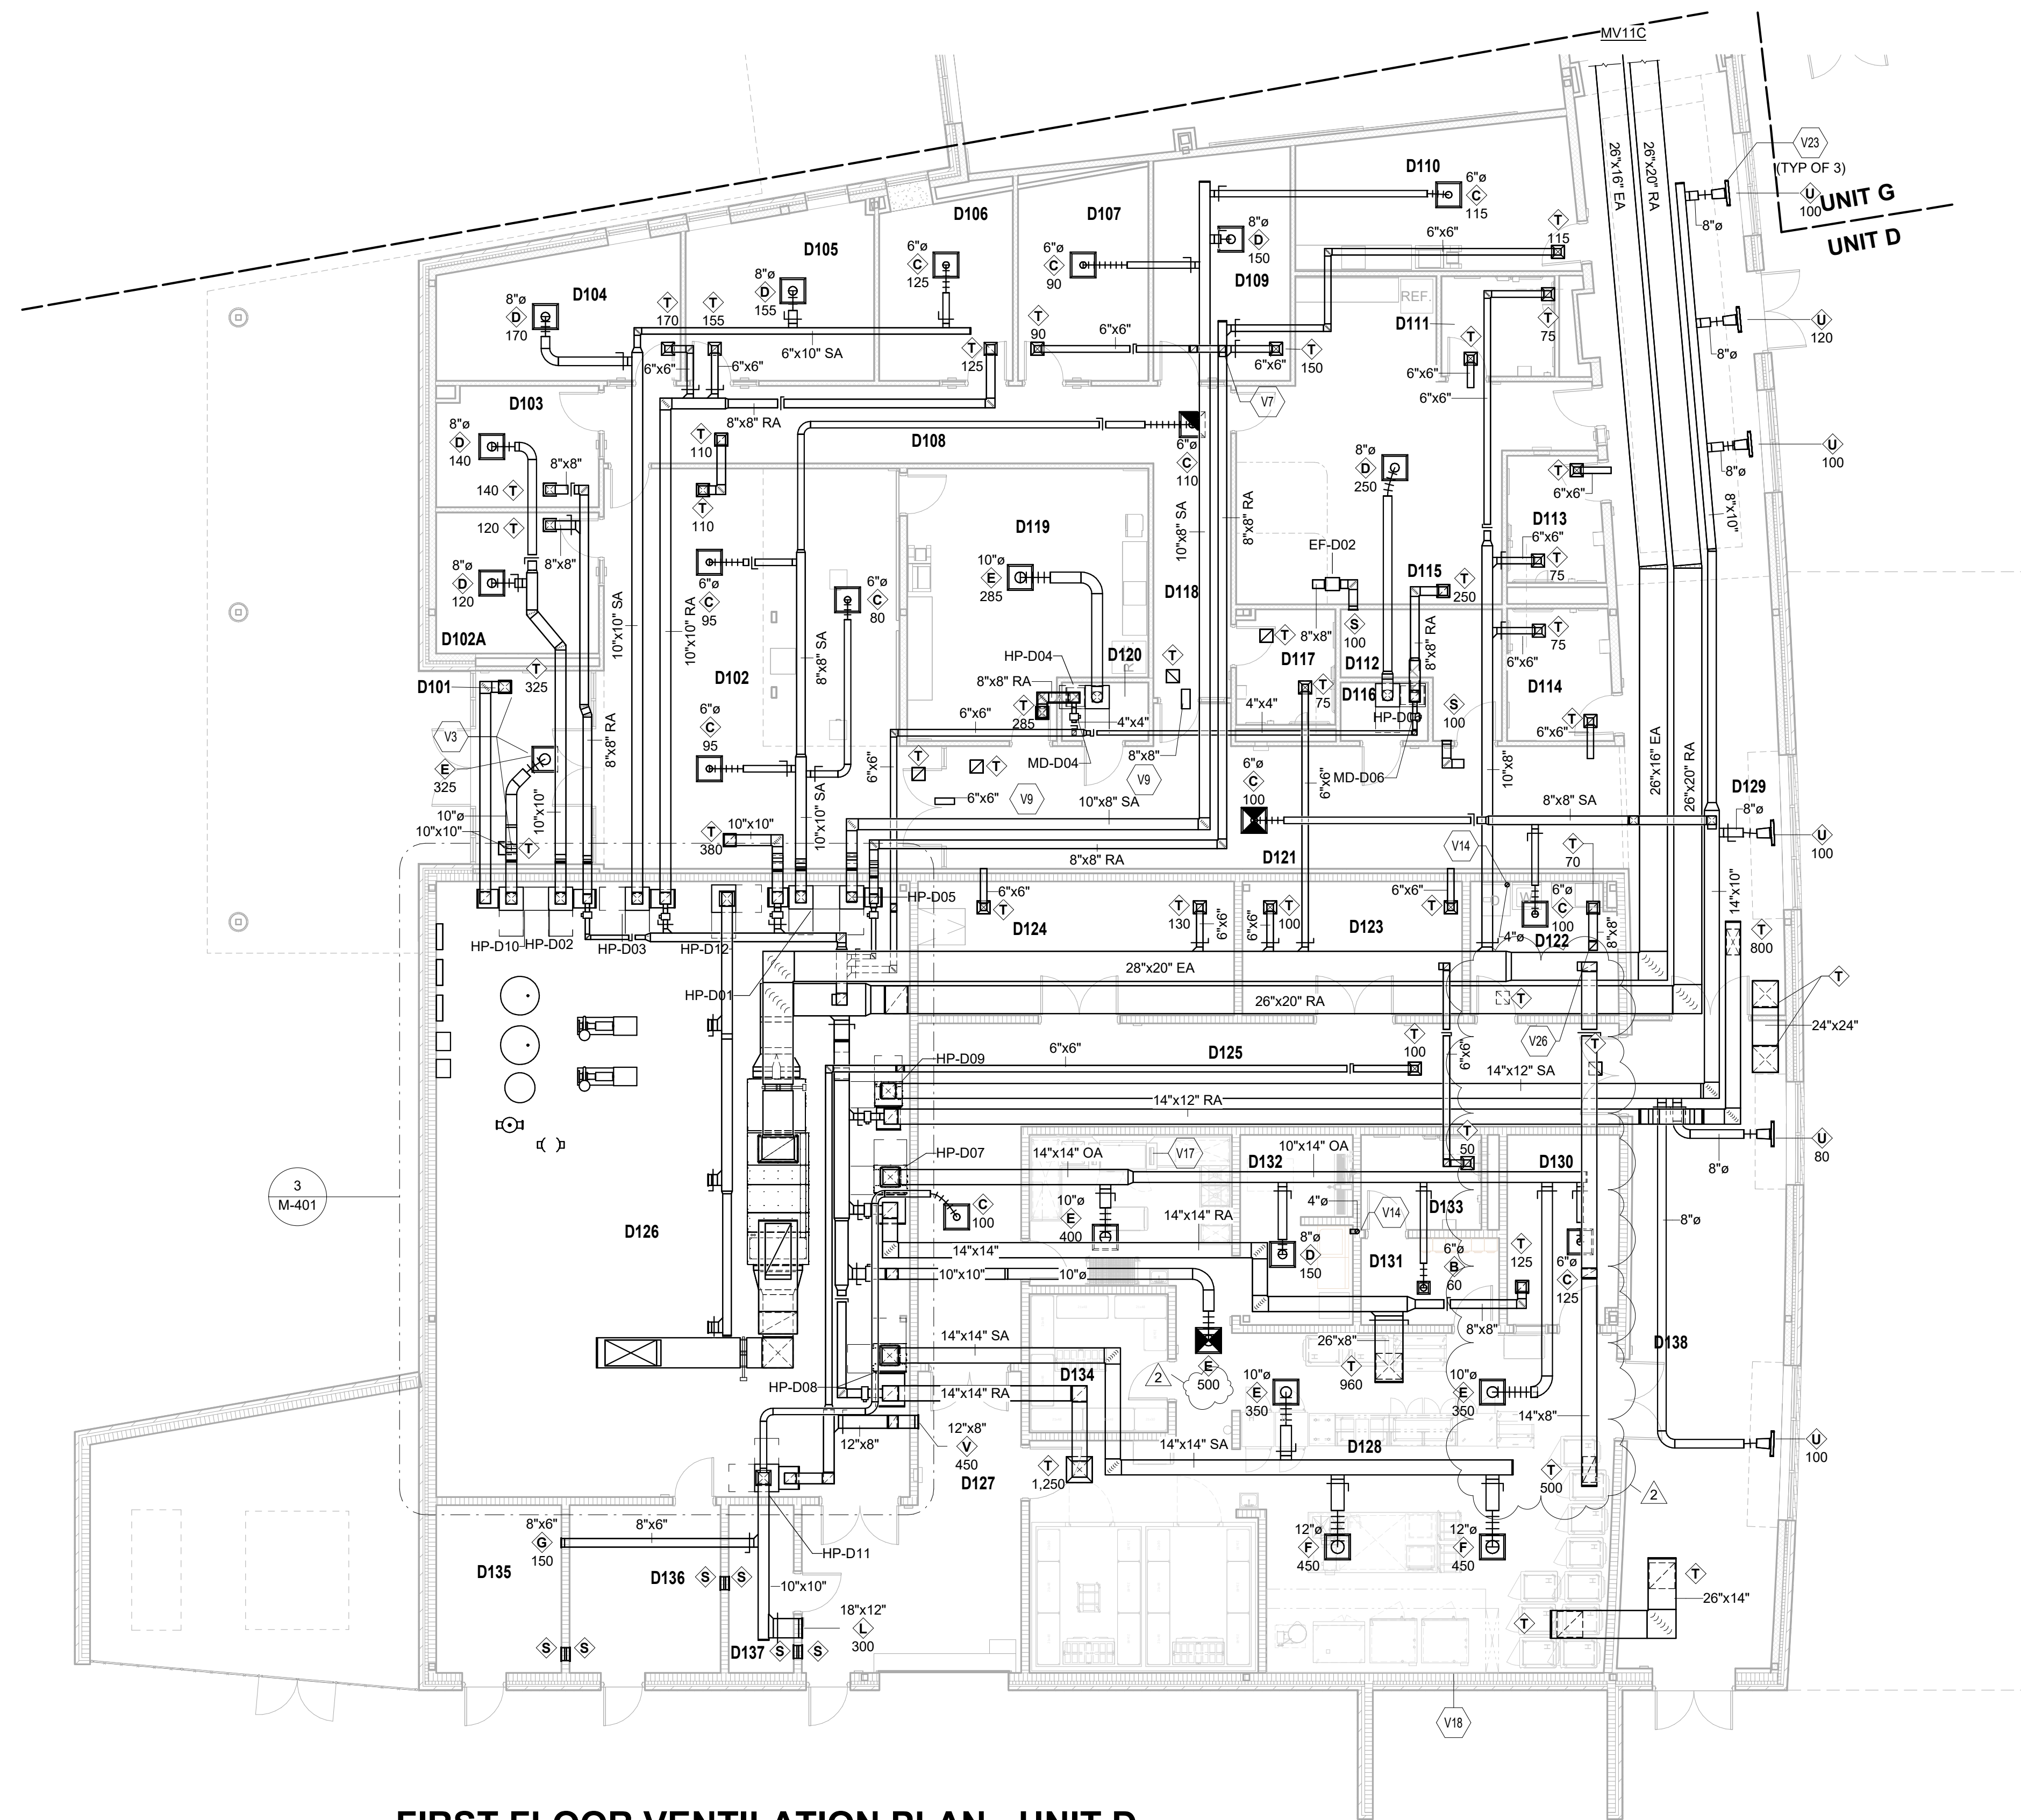 MV11C
V23
(TYP OF 3)
U
100
UNIT G
UNIT D
8"ø
26"x16" EA
26"x20" RA
D110
6"ø
C
115
T
115
6"x6"
D106
D107
D105
D104
D109
8"ø
D
150
6"ø
C
125
6"ø
C
90
8"ø
D
155
8"ø
D
170
T
170
T
155
T
90
6"x6"
REF.
D111
T
75
T
U
120
8"ø
6"x10" SA
6"x6"
6"x6"
T
125
6"x6"
T
150
6"x6"
6"x6"
D103
8"x8" RA
V7
8"ø
D
140
T
110
D108
6"ø
C
110
8"ø
D
250
U
100
8"ø
8"x10"
8"x8"
140 T
T
110
T
6"x6"
120 T
8"x8"
D119
10"x8" SA
8"x8" RA
EF-D02
D113
6"x6"
T
75
8"ø
D
120
10"ø
E
285
D115
T
250
D102A
10"x10" SA
10"x10" RA
6"ø
C
95
6"ø
C
80
8"x8" SA
D118
8"x8"
S
100
8"x8" RA
T
75
6"x6"
D101
T
325
D102
HP-D04
D120
8"x8" RA
T
D117
T
D112
D116
D114
T
285
4"x4"
T
75
4"x4"
S
100
T
6"x6"
V3
E
325
8"x8" RA
6"ø
C
95
6"x6"
6"x6"
MD-D04
8"x8"
V9
MD-D06
10"x8"
26"x16" EA
26"x20" RA
D129
T
T
6"x6"
V9
10"x8" SA
6"ø
C
100
6"x6"
8"x8" SA
8"ø
U
100
10"ø
10"x10"
T
10"x10"
T
380
10"x10"
10"x10" SA
8"x8" RA
D121
V14
T
70
14"x10"
HP-D05
6"x6"
T
D124
T
130
6"x6"
6"x6"
T
100
D123
6"x6"
T
6"ø
C
100
D122
4"ø
8"x8"
T
800
HP-D10
HP-D02
HP-D03
HP-D12
28"x20" EA
HP-D01
26"x20" RA
T
T
24"x24"
V26
HP-D09
6"x6"
D125
T
100
6"x6"
T
14"x12" SA
14"x12" RA
3
M-401
HP-D07
14"x14" OA
V17
D132
10"x14" OA
T
50
D130
8"ø
U
80
D126
C
100
10"ø
E
400
14"x14" RA
4"ø
V14
D133
8"ø
14"x14"
10"x10"
10"ø
8"ø
D
150
D131
6"ø
B
60
T
125
6"ø
C
125
14"x14" SA
E
500
26"x8"
T
960
8"x8"
D138
HP-D08
14"x14" RA
D134
2
10"ø
E
350
10"ø
E
350
14"x8"
12"x8"
12"x8"
V
450
D127
T
1,250
14"x14" SA
D128
T
500
U
100
2
8"x6"
G
150
8"x6"
HP-D11
12"ø
F
450
12"ø
F
450
D135
D136
S
S
10"x10"
T
26"x14"
18"x12"
L
300
T
S
S
D137
S
S
V18
FIRST FLOOR VENTILATION PLAN - UNIT D